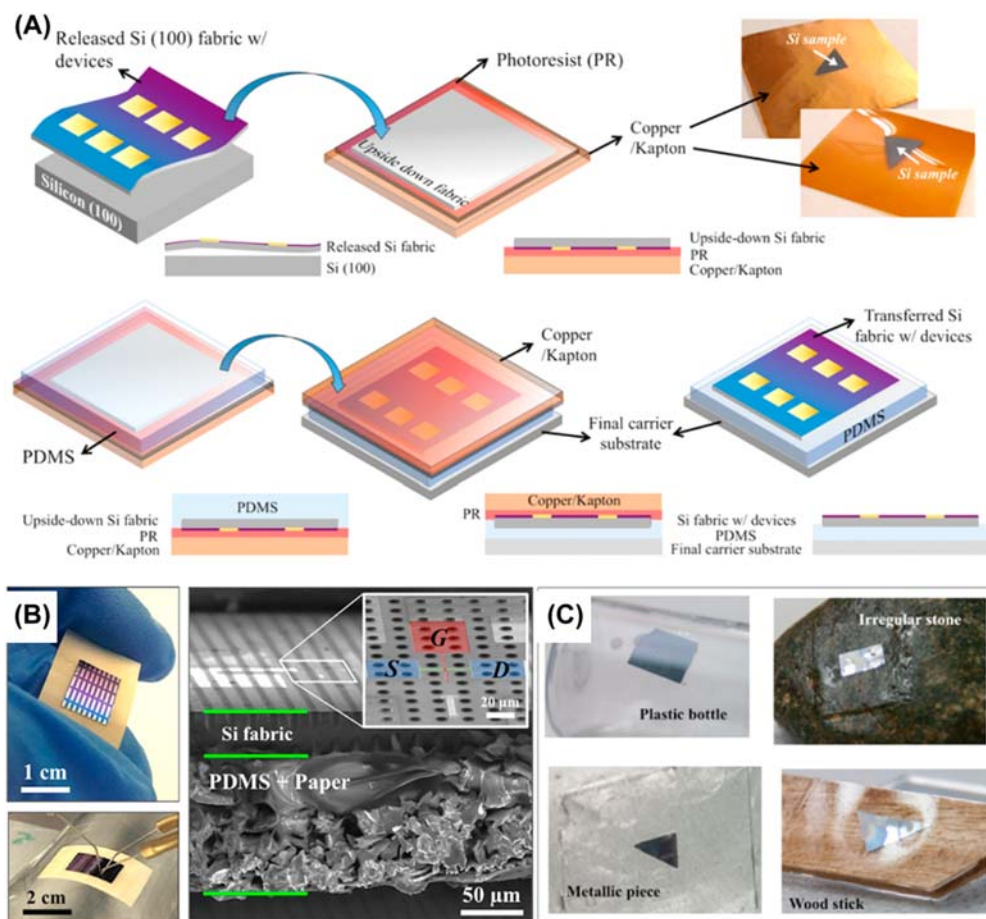 (A)
Released Si (100) fabric w/
devices
Silicon (100)
Photoresist (PR)
Upside down fabric
Copper
/Kapton
Si sample
Si sample
Released Si fabric
Si (100)
Upside-down Si fabric
PR
Copper/Kapton
PDMS
Copper
/Kapton
Final carrier
substrate
Transferred Si
fabric w/ devices
PDMS
PDMS
Upside-down Si fabric
PR
Copper/Kapton
Copper/Kapton
PR
Si fabric w/ devices
PDMS
Final carrier substrate
(B)
1 cm
2 cm
G
S
D
20 µm
Si fabric
PDMS + Paper
50 µm
(C)
Plastic bottle
Irregular stone
Metallic piece
Wood stick